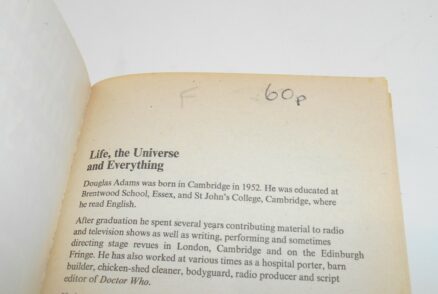 F 60p
Life, the Universe
and Everything
Douglas Adams was born in Cambridge in 1952. He was educated at
Brentwood School, Essex, and St John's College, Cambridge, where
he read English.
After graduation he spent several years contributing material to radio
and television shows as well as writing, performing and sometimes
directing stage revues in London, Cambridge and on the Edinburgh
Fringe. He has also worked at various times as a hospital porter, barn
builder, chicken-shed cleaner, bodyguard, radio producer and script
editor of Doctor Who.